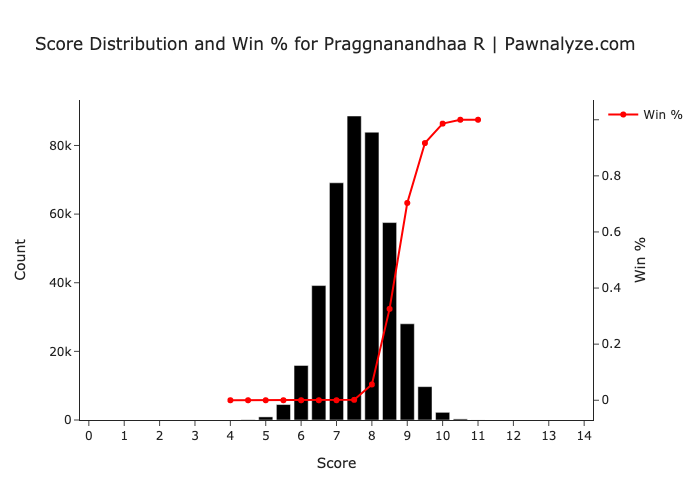 Score Distribution and Win % for Praggnanandhaa R | Pawnalyze.com
Win %
80k
60k
40k
20k
0
Count
0.8
0.6
0.4
0.2
0
Win %
0 1 2 3 4 5 6 7 8 9 10 11 12 13 14
Score